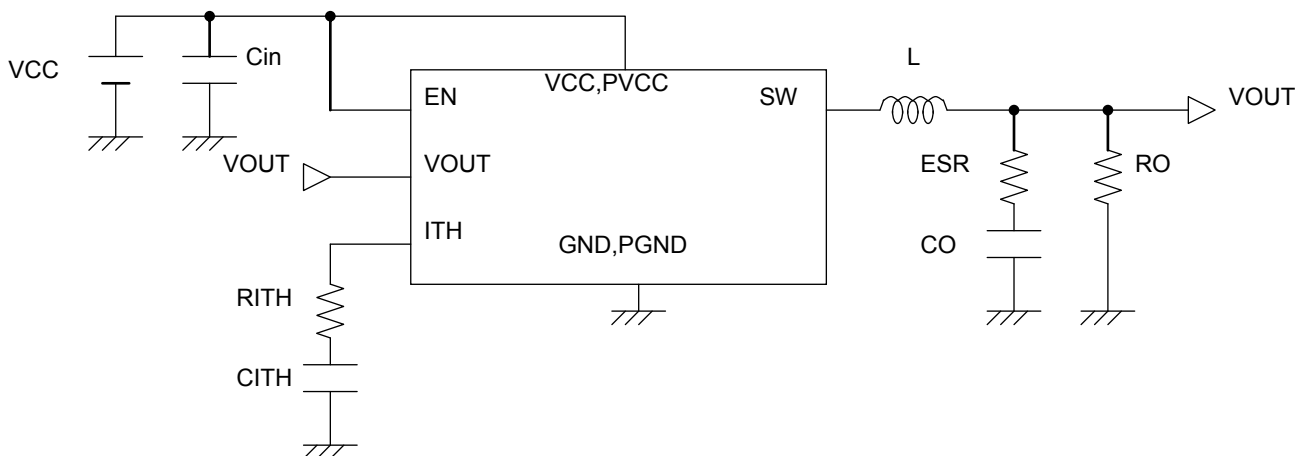 VCC
Cin
VCC,PVCC
EN
SW
L
VOUT
VOUT
VOUT
ESR
RO
ITH
GND,PGND
CO
RITH
CITH